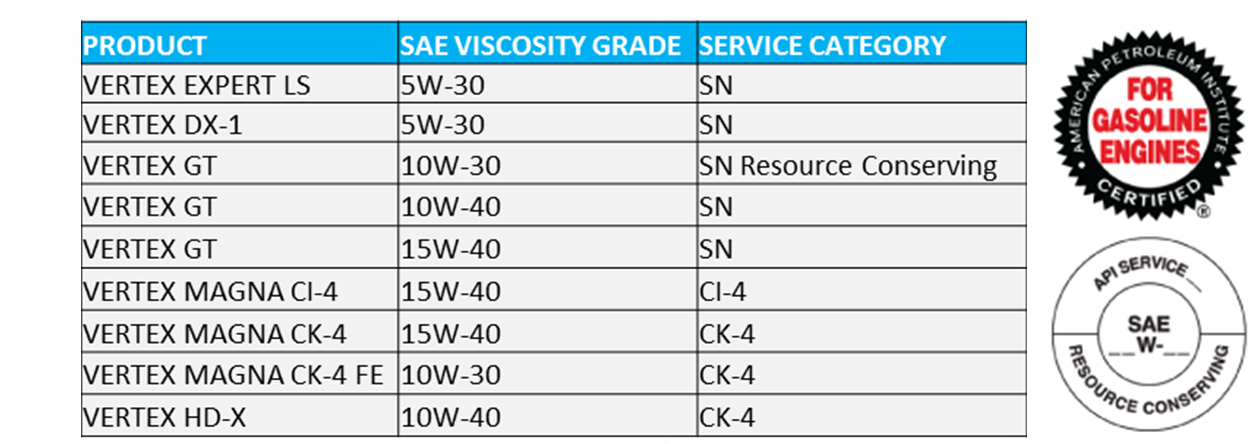 PRODUCT SAE VISCOSITY GRADE SERVICE CATEGORY
VERTEX EXPERT LS 5W-30 SN
VERTEX DX-1 5W-30 SN
VERTEX GT 10W-30 SN Resource Conserving
VERTEX GT 10W-40 SN
VERTEX GT 15W-40 SN
VERTEX MAGNA CI-4 15W-40 CI-4
VERTEX MAGNA CK-4 15W-40 CK-4
VERTEX MAGNA CK-4 FE 10W-30 CK-4
VERTEX HD-X 10W-40 CK-4
AMERICAN PETROLEUM INSTITUTE
FOR
GASOLINE
ENGINES
CERTIFIED
®
API SERVICE__
SAE
__W-__
RESOURCE CONSERVING